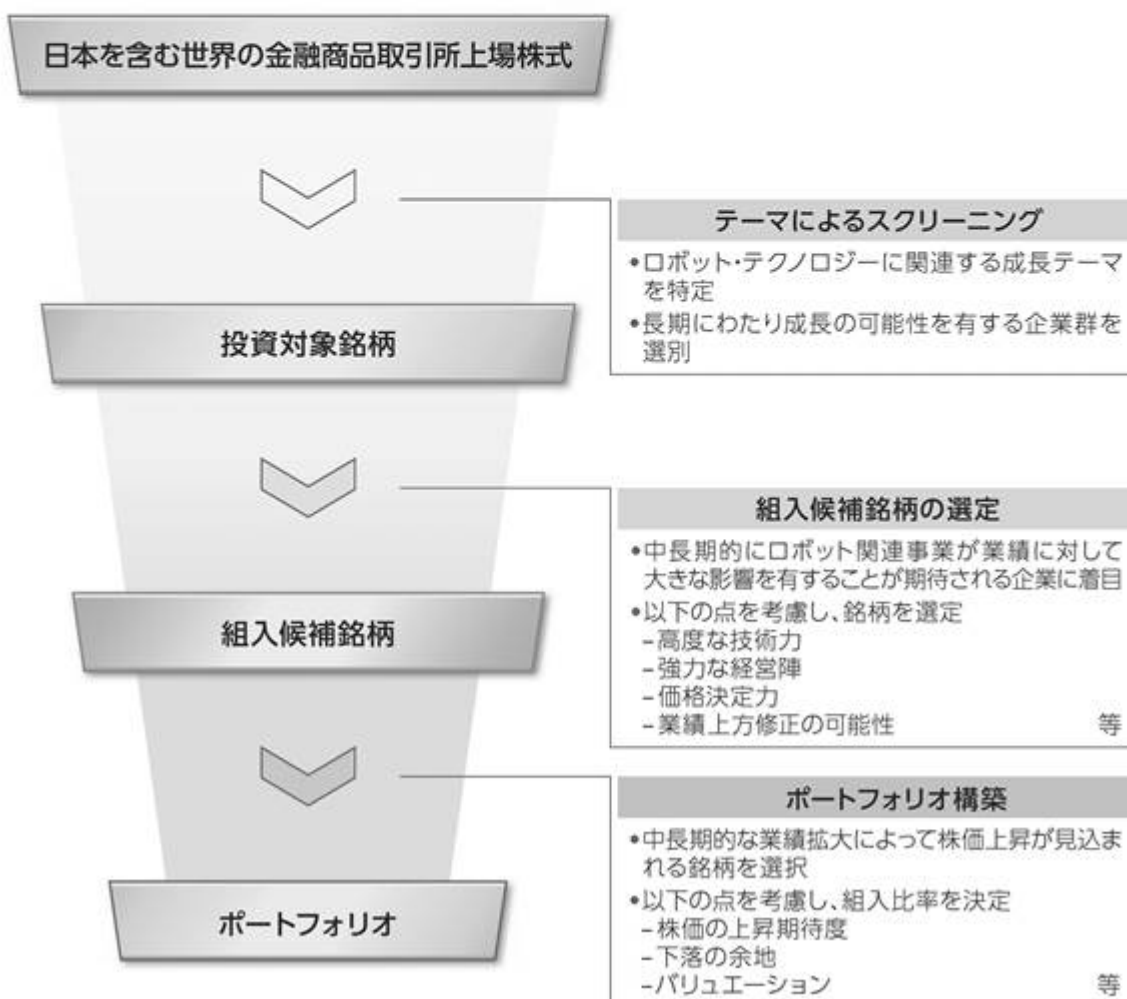 日本を含む世界の金融商品取引所上場株式
テーマによるスクリーニング
•ロボット・テクノロジーに関連する成長テーマ
を特定
•長期にわたり成長の可能性を有する企業群を
選別
投資対象銘柄
組入候補銘柄の選定
•中長期的にロボット関連事業が業績に対して
大きな影響を有することが期待される企業に着目
•以下の点を考慮し、銘柄を選定
–高度な技術力
–強力な経営陣
–価格決定力
–業績上方修正の可能性 等
組入候補銘柄
ポートフォリオ構築
•中長期的な業績拡大によって株価上昇が見込ま
れる銘柄を選択
•以下の点を考慮し、組入比率を決定
–株価の上昇期待度
–下落の余地
–バリュエーション 等
ポートフォリオ